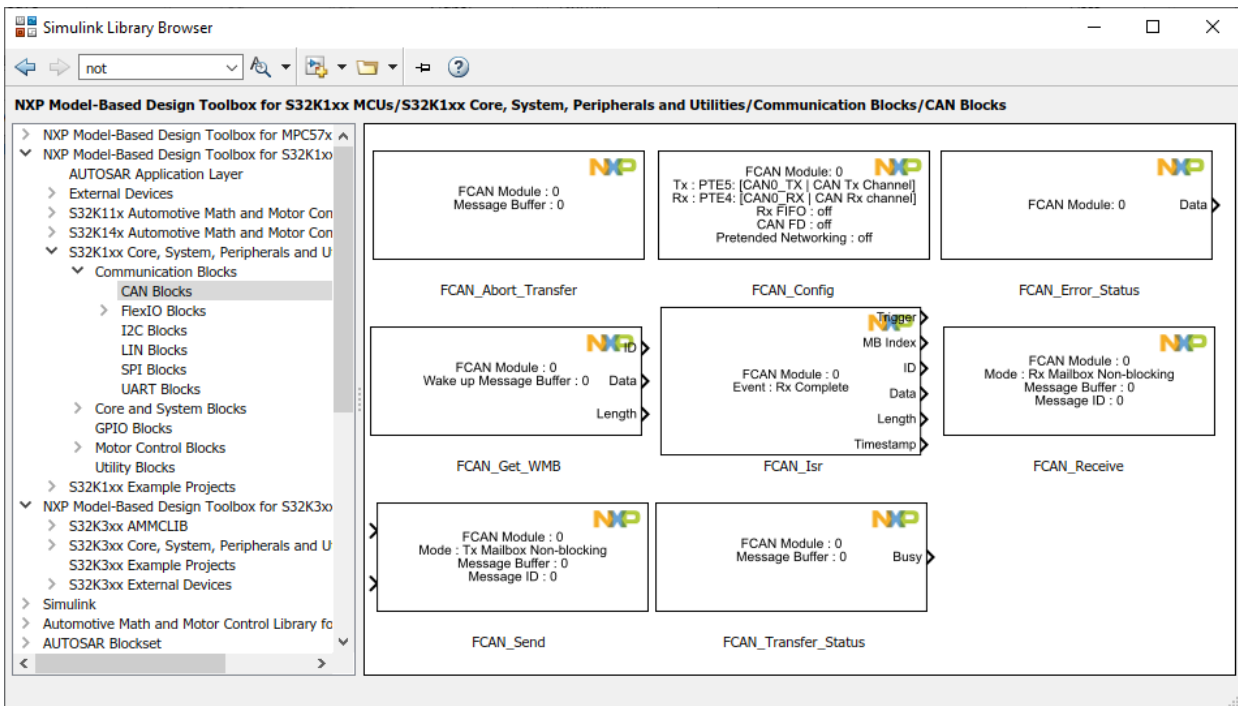 Simulink Library Browser
not
NXP Model-Based Design Toolbox for S32K1xx MCUs/S32K1xx Core, System, Peripherals and Utilities/Communication Blocks/CAN Blocks
NXP Model-Based Design Toolbox for MPC57x
NXP Model-Based Design Toolbox for S32K1xx
AUTOSAR Application Layer
External Devices
S32K11x Automotive Math and Motor Con
S32K14x Automotive Math and Motor Con
S32K1xx Core, System, Peripherals and U
Communication Blocks
CAN Blocks
FlexIO Blocks
I2C Blocks
LIN Blocks
SPI Blocks
UART Blocks
Core and System Blocks
GPIO Blocks
Motor Control Blocks
Utility Blocks
S32K1xx Example Projects
NXP Model-Based Design Toolbox for S32K3xx
S32K3xx AMMCLIB
S32K3xx Core, System, Peripherals and U
S32K3xx Example Projects
S32K3xx External Devices
Simulink
Automotive Math and Motor Control Library fo
AUTOSAR Blockset
NXP
FCAN Module : 0
Message Buffer : 0
FCAN_Abort_Transfer
NXP
FCAN Module: 0
Tx : PTE5: [CAN0_TX | CAN Tx Channel]
Rx : PTE4: [CAN0_RX | CAN Rx channel]
Rx FIFO : off
CAN FD : off
Pretended Networking : off
FCAN_Config
NXP
FCAN Module: 0
Data
FCAN_Error_Status
NXP
FCAN Module : 0
Wake up Message Buffer : 0
ID
Data
Length
FCAN_Get_WMB
NXP
FCAN Module : 0
Event : Rx Complete
Trigger
MB Index
ID
Data
Length
Timestamp
FCAN_Isr
NXP
FCAN Module : 0
Mode : Rx Mailbox Non-blocking
Message Buffer : 0
Message ID : 0
FCAN_Receive
NXP
FCAN Module : 0
Mode : Tx Mailbox Non-blocking
Message Buffer : 0
Message ID : 0
FCAN_Send
NXP
FCAN Module : 0
Message Buffer : 0
Busy
FCAN_Transfer_Status